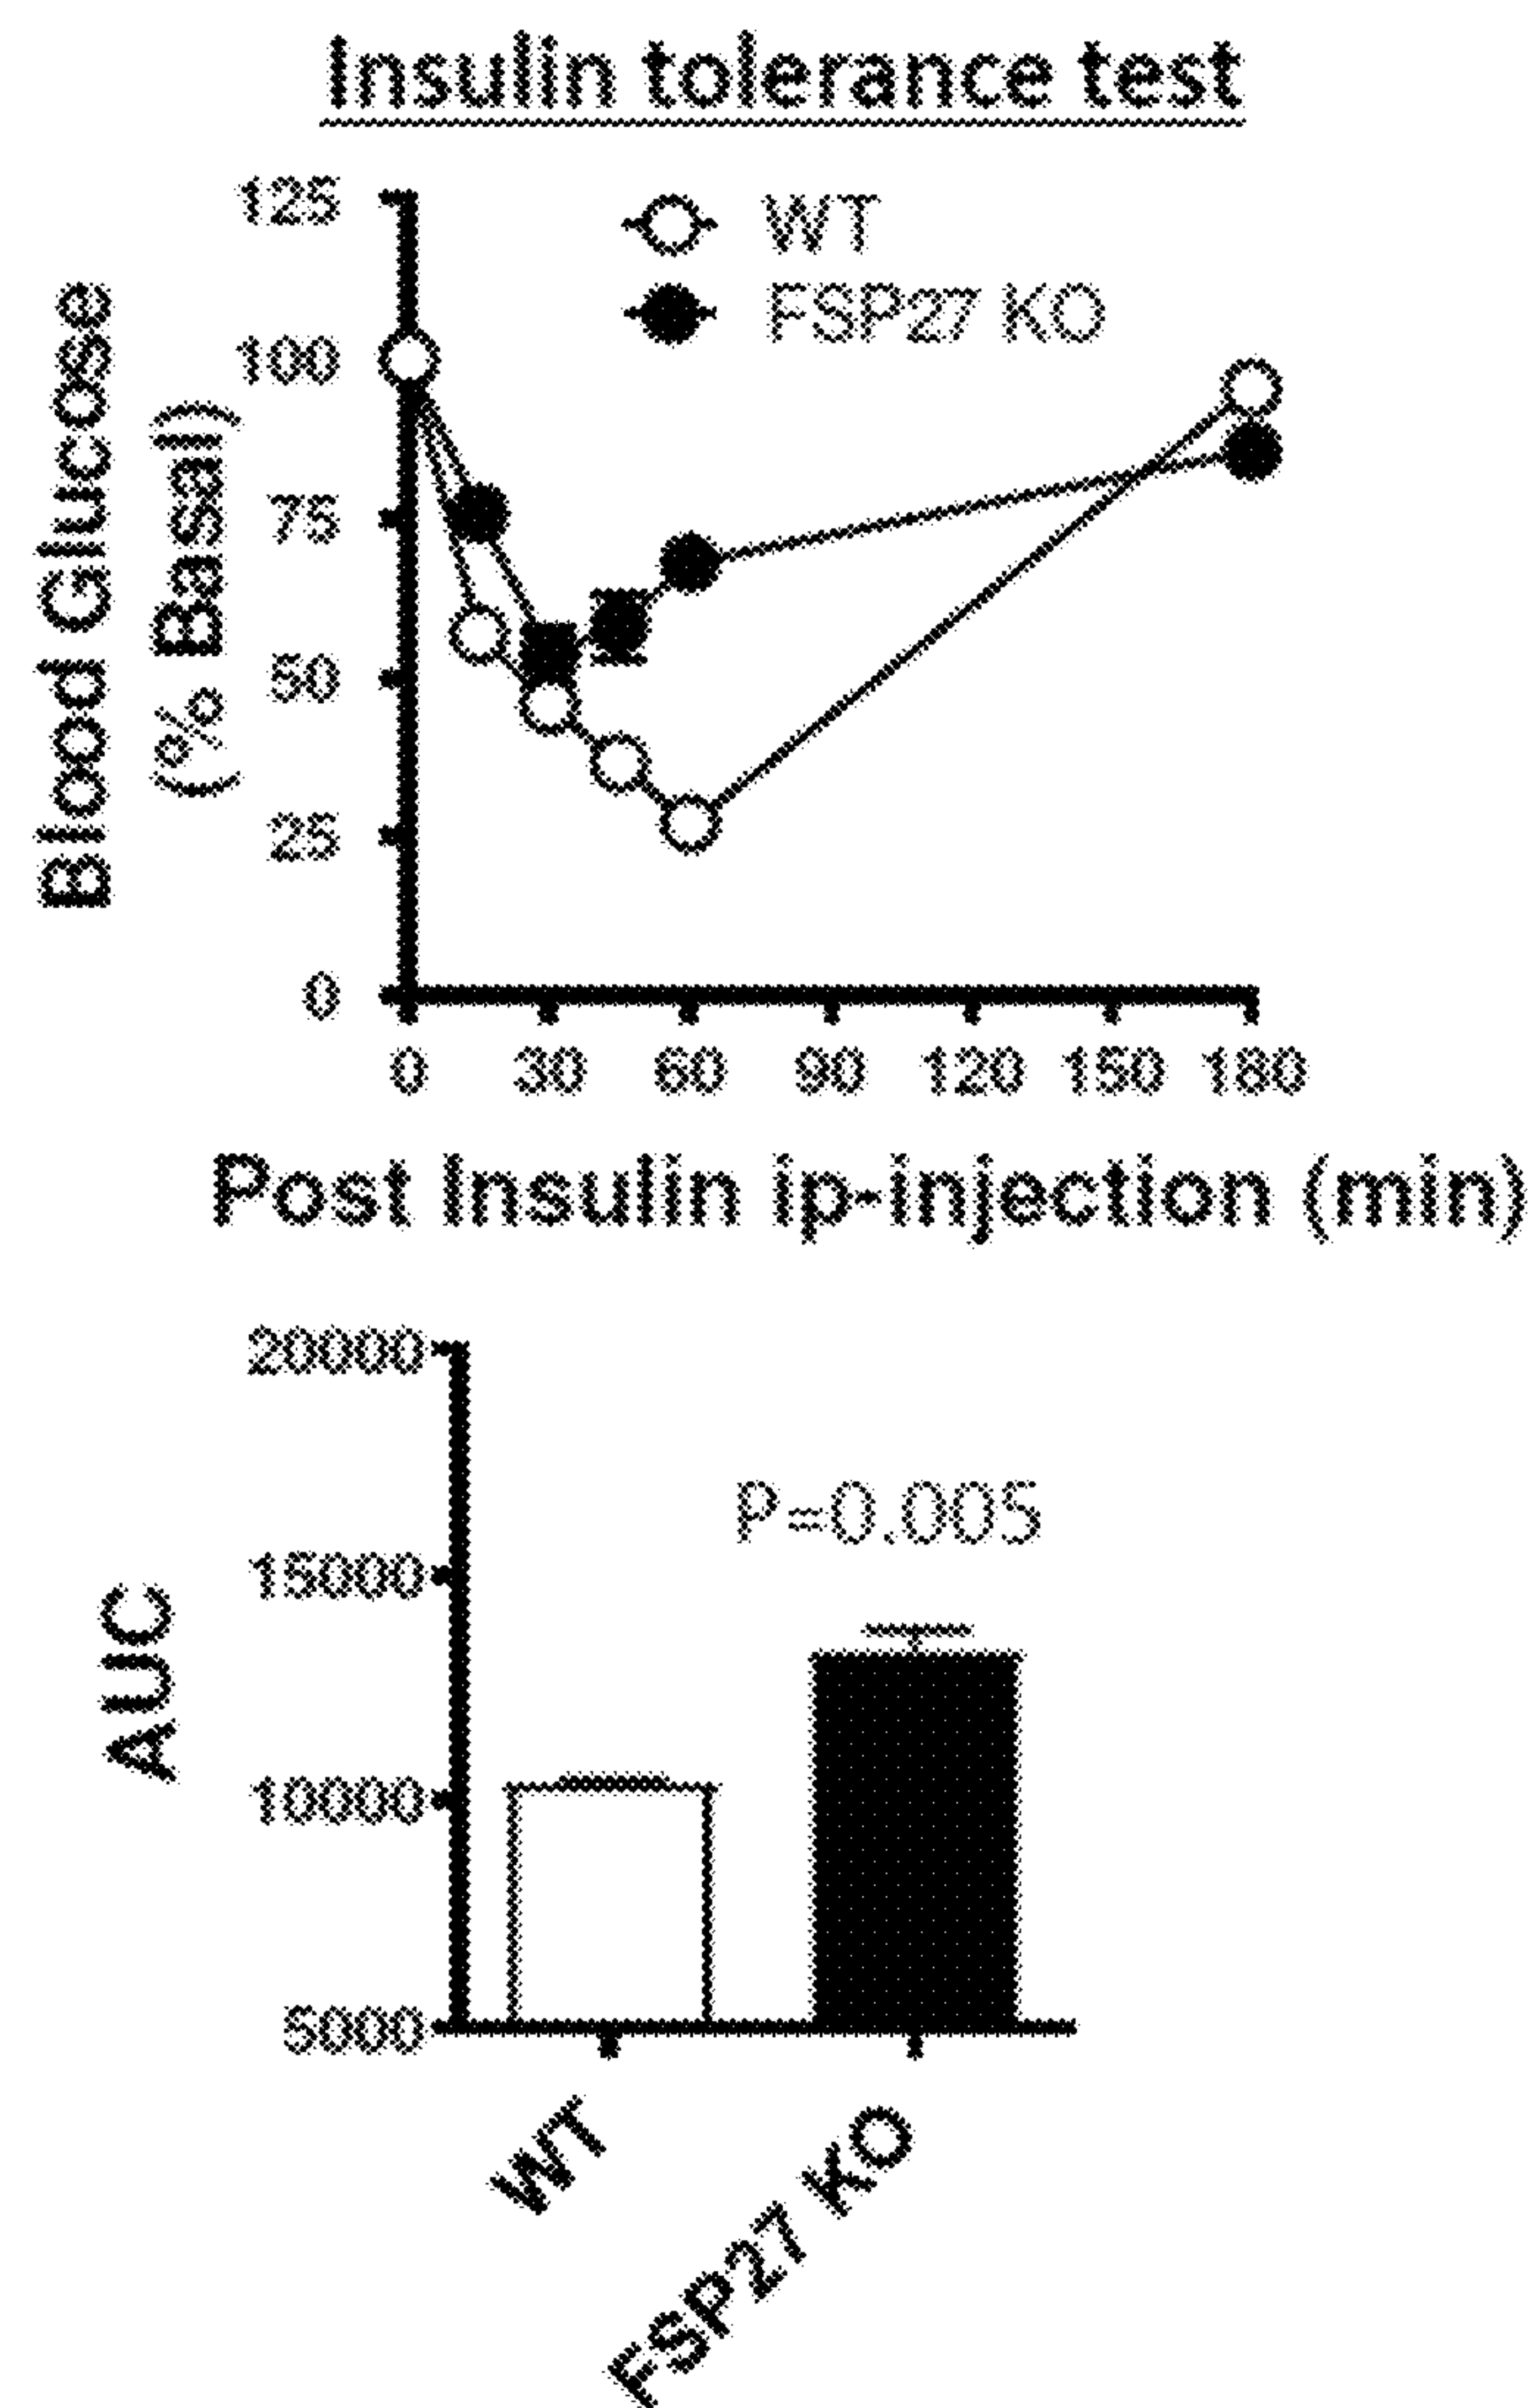 Insulin tolerance test
125
100
75
50
25
0
Blood Glucose
(% Basal)
WT
FSP27 KO
0 30 60 90 120 150 180
Post Insulin ip-injection (min)
20000
15000
10000
5000
AUC
P=0.005
WT
FSP27 KO